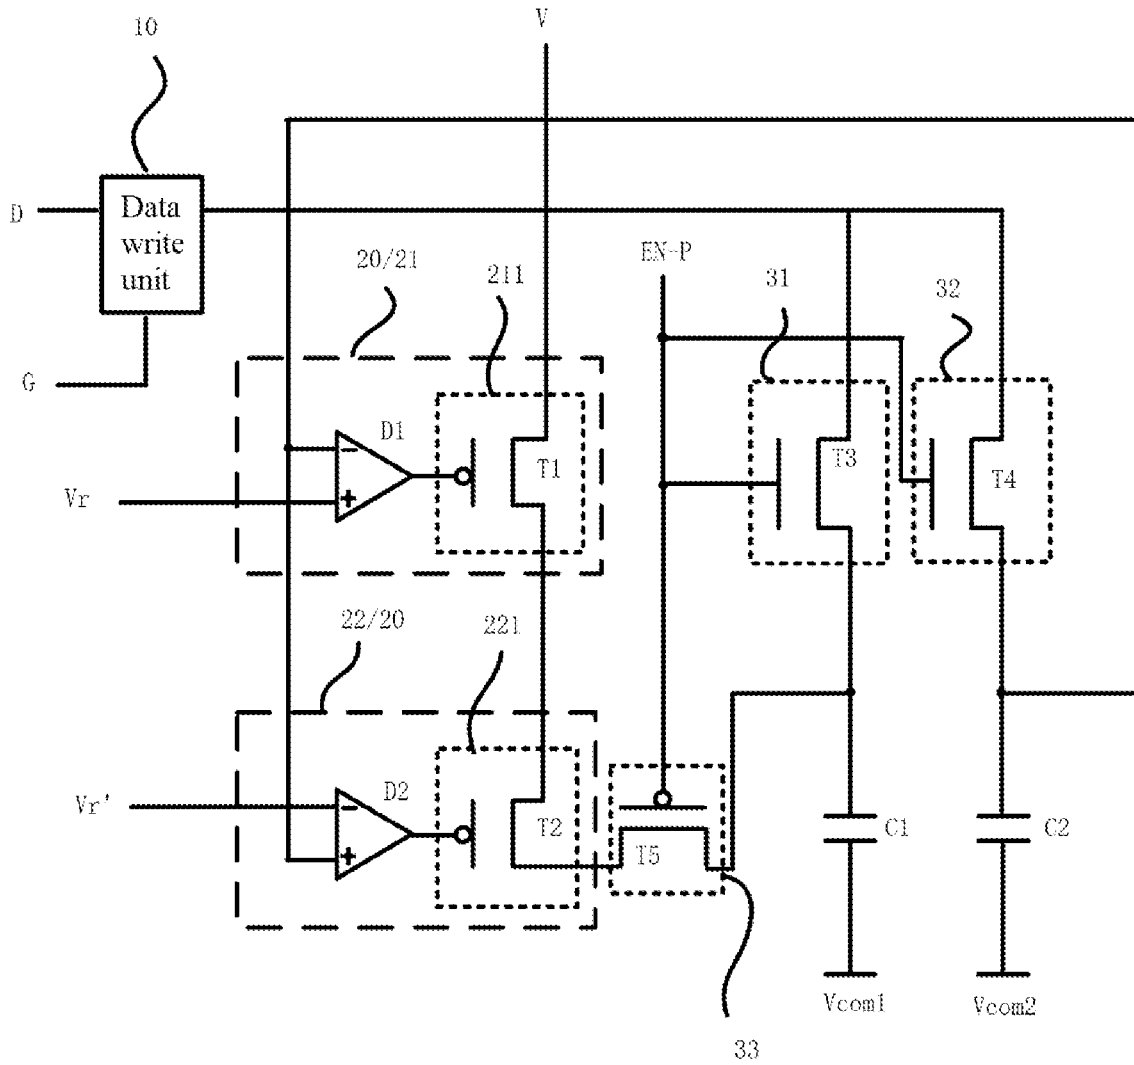 V
10
D
Data
write
unit
G
20/21
211
EN-P
31
32
D1
T1
T3
T4
Vr
−
+
22/20
221
Vr'
D2
T2
T5
C1
C2
−
+
Vcom1
Vcom2
33